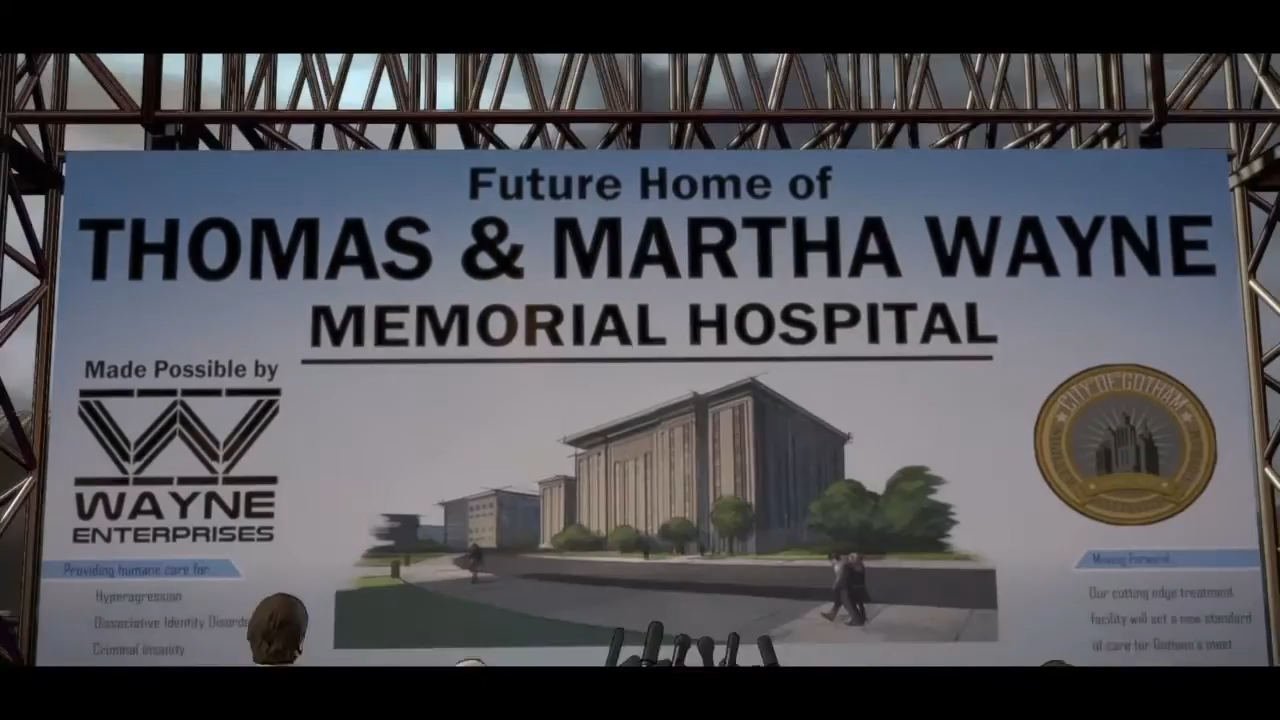 Future Home of
THOMAS & MARTHA WAYNE
MEMORIAL HOSPITAL
Made Possible by
WAYNE
ENTERPRISES
CITY OF GOTHAM
Providing humane care for
Hyperagression
Dissociative Identity Disorde
Criminal Insanity
Moving Forward
Our cutting edge treatment
facility will set a new standard
of care for Gotham's most